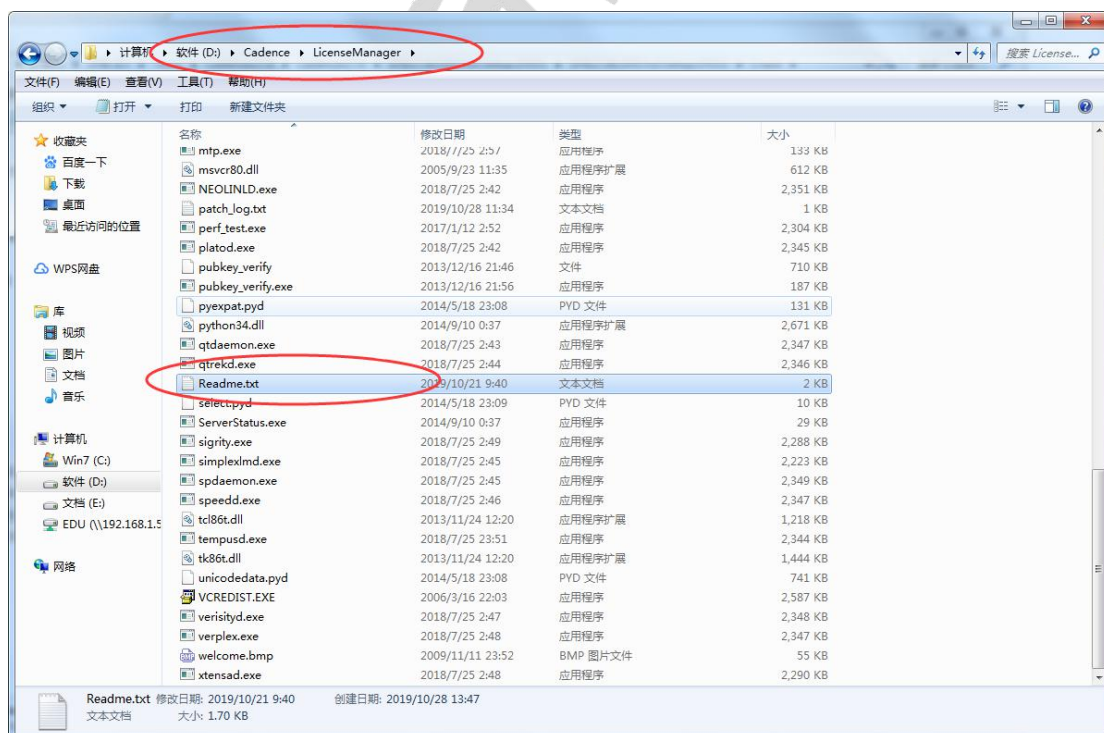 计算机 ▸ 软件 (D:) ▸ Cadence ▸ LicenseManager ▸
搜索 License...
文件(F) 编辑(E) 查看(V) 工具(T) 帮助(H)
组织 打开 打印 新建文件夹
收藏夹
百度一下
下载
桌面
最近访问的位置
WPS网盘
库
视频
图片
文档
音乐
计算机
Win7 (C:)
软件 (D:)
文档 (E:)
EDU (\\192.168.1.5
网络
名称 修改日期 类型 大小
mtp.exe 2018/7/25 2:57 应用程序 133 KB
msvcr80.dll 2005/9/23 11:35 应用程序扩展 612 KB
NEOLINLD.exe 2018/7/25 2:42 应用程序 2,351 KB
patch_log.txt 2019/10/28 11:34 文本文档 1 KB
perf_test.exe 2017/1/12 2:52 应用程序 2,304 KB
platod.exe 2018/7/25 2:42 应用程序 2,345 KB
pubkey_verify 2013/12/16 21:46 文件 710 KB
pubkey_verify.exe 2013/12/16 21:56 应用程序 187 KB
pyexpat.pyd 2014/5/18 23:08 PYD 文件 131 KB
python34.dll 2014/9/10 0:37 应用程序扩展 2,671 KB
qtdaemon.exe 2018/7/25 2:43 应用程序 2,347 KB
qtrekd.exe 2018/7/25 2:44 应用程序 2,346 KB
Readme.txt 2019/10/21 9:40 文本文档 2 KB
select.pyd 2014/5/18 23:09 PYD 文件 10 KB
ServerStatus.exe 2014/9/10 0:37 应用程序 29 KB
sigrity.exe 2018/7/25 2:49 应用程序 2,288 KB
simplexlmd.exe 2018/7/25 2:45 应用程序 2,223 KB
spdaemon.exe 2018/7/25 2:45 应用程序 2,349 KB
speedd.exe 2018/7/25 2:46 应用程序 2,347 KB
tcl86t.dll 2013/11/24 12:20 应用程序扩展 1,218 KB
tempusd.exe 2018/7/25 23:51 应用程序 2,344 KB
tk86t.dll 2013/11/24 12:20 应用程序扩展 1,444 KB
unicodedata.pyd 2014/5/18 23:08 PYD 文件 741 KB
VCREDIST.EXE 2006/3/16 22:03 应用程序 2,587 KB
verisityd.exe 2018/7/25 2:47 应用程序 2,348 KB
verplex.exe 2018/7/25 2:48 应用程序 2,347 KB
welcome.bmp 2009/11/11 23:52 BMP 图片文件 55 KB
xtensad.exe 2018/7/25 2:48 应用程序 2,290 KB
Readme.txt 修改日期: 2019/10/21 9:40 创建日期: 2019/10/28 13:47
文本文档 大小: 1.70 KB